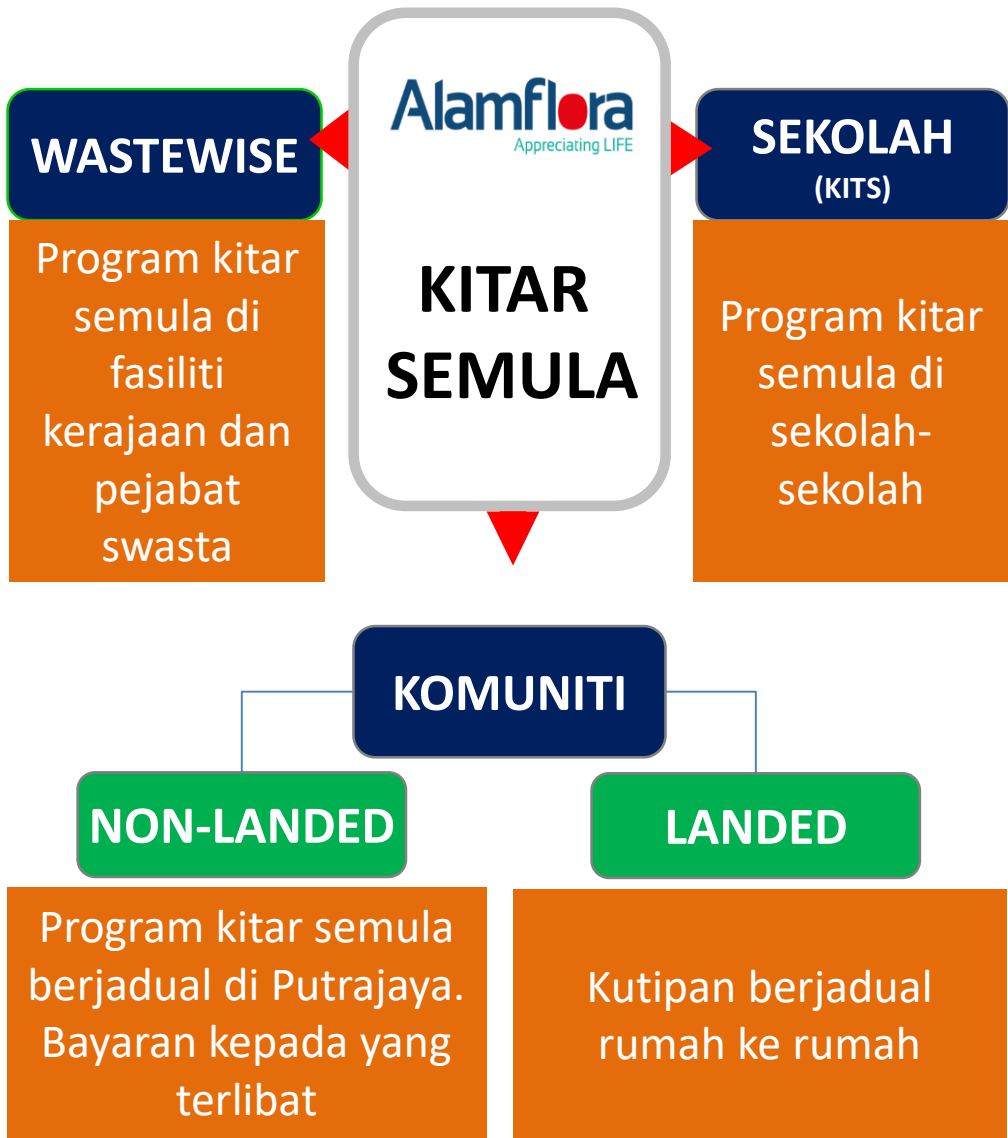 Alamflora
Appreciating LIFE
KITAR
SEMULA
WASTEWISE
Program kitar
semula di
fasiliti
kerajaan dan
pejabat
swasta
SEKOLAH
(KITS)
Program kitar
semula di
sekolah-
sekolah
KOMUNITI
NON-LANDED
Program kitar semula
berjadual di Putrajaya.
Bayaran kepada yang
terlibat
LANDED
Kutipan berjadual
rumah ke rumah